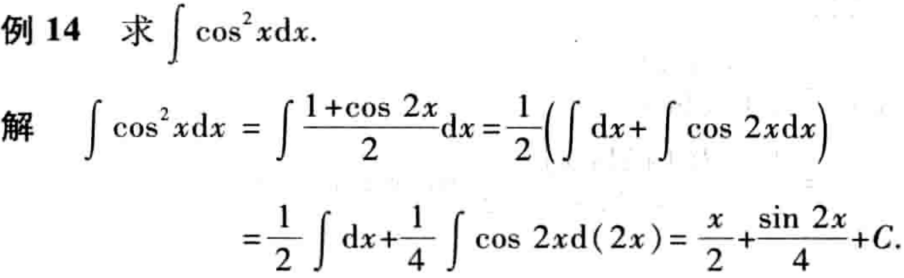 例 14 求 ∫ cos²xdx.
解 ∫ cos²xdx = ∫ (1+cos 2x)/2 dx = 1/2 (∫ dx + ∫ cos 2xdx)
= 1/2 ∫ dx + 1/4 ∫ cos 2xd(2x) = x/2 + sin 2x/4 + C.